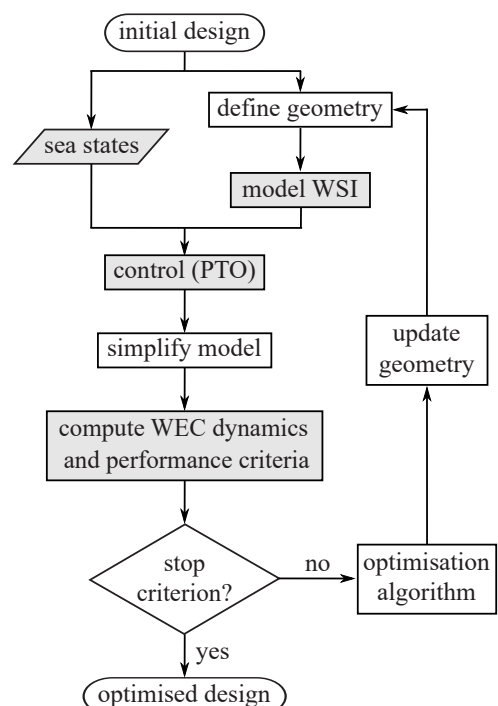 initial design
define geometry
sea states
model WSI
control (PTO)
simplify model
update
geometry
compute WEC dynamics
and performance criteria
stop
criterion?
no
optimisation
algorithm
yes
optimised design